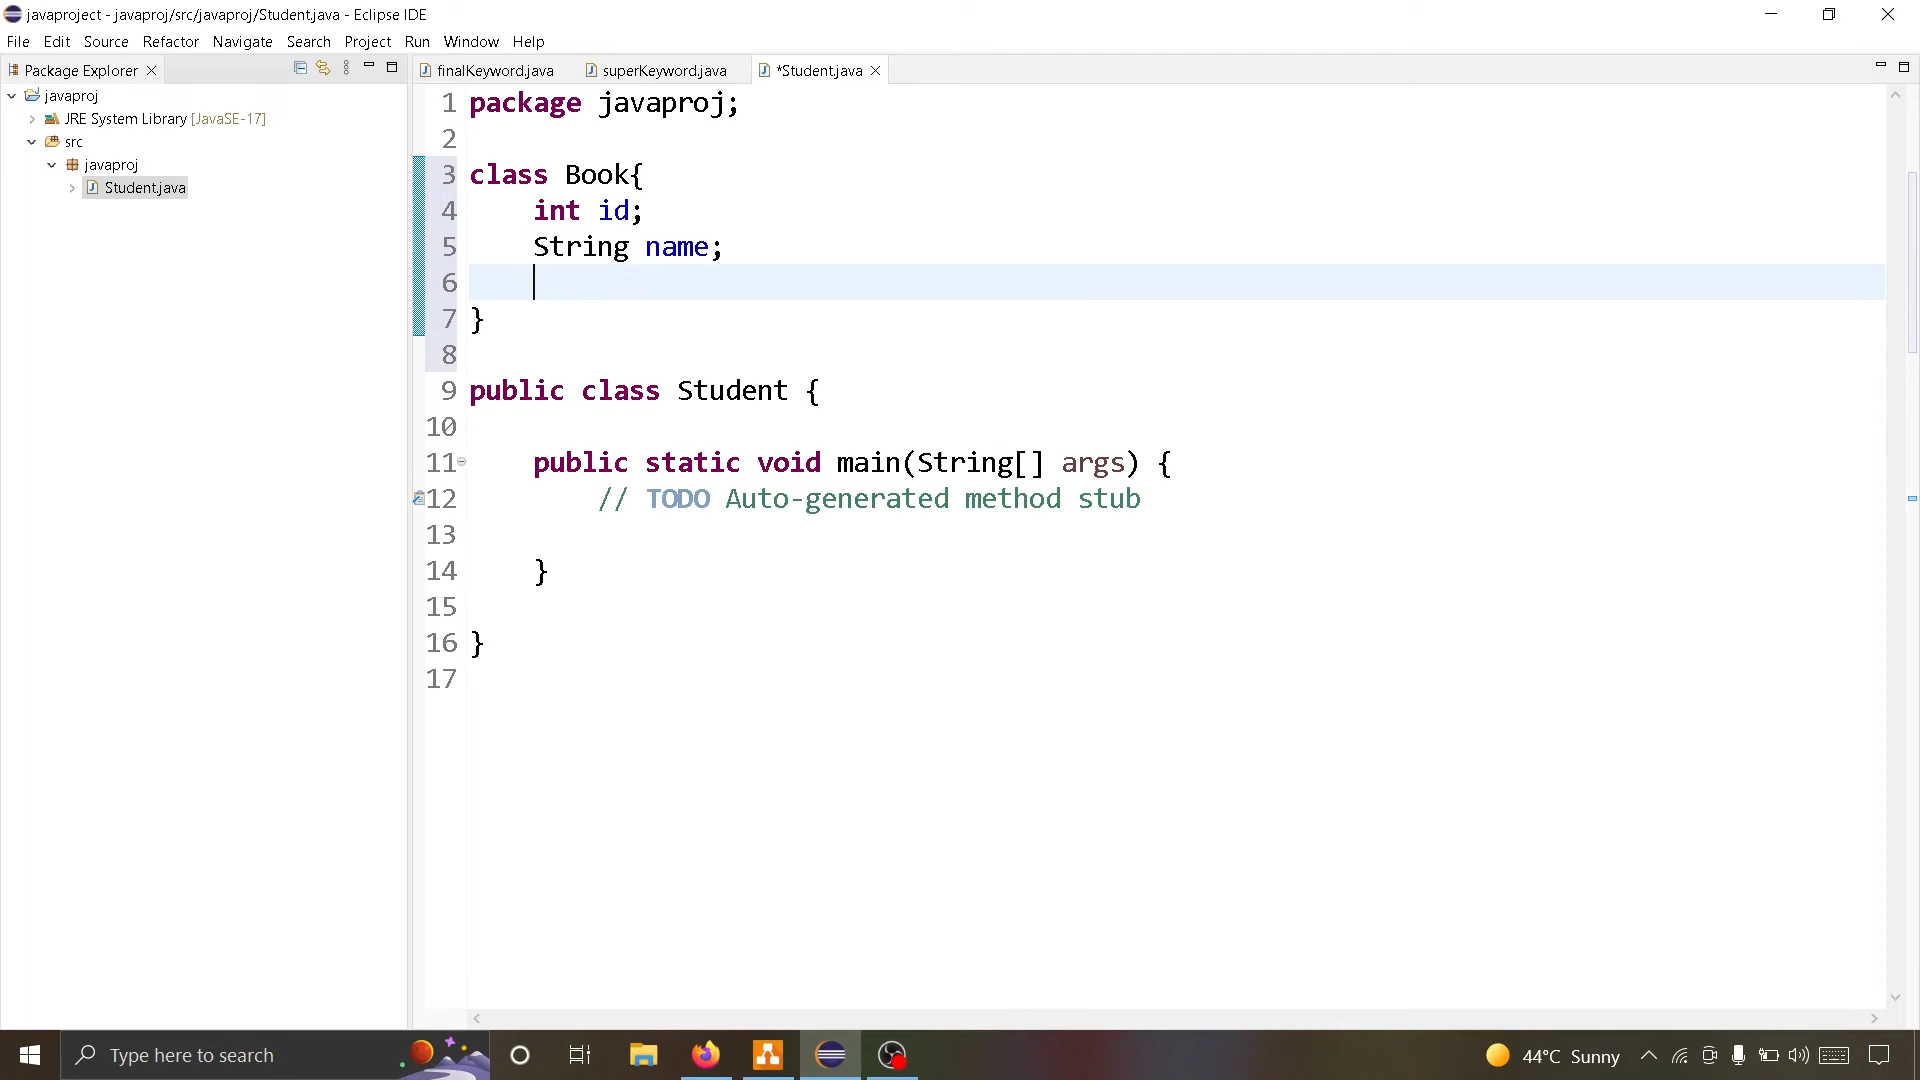 javaproject - javaproj/src/javaproj/Student.java - Eclipse IDE
File Edit Source Refactor Navigate Search Project Run Window Help
Package Explorer
finalKeyword.java superKeyword.java *Student.java
javaproj
JRE System Library [JavaSE-17]
src
javaproj
Student.java
1 package javaproj;
2
3 class Book{
4 int id;
5 String name;
6
7 }
8
9 public class Student {
10
11 public static void main(String[] args) {
12 // TODO Auto-generated method stub
13
14 }
15
16 }
17
Type here to search
44°C Sunny